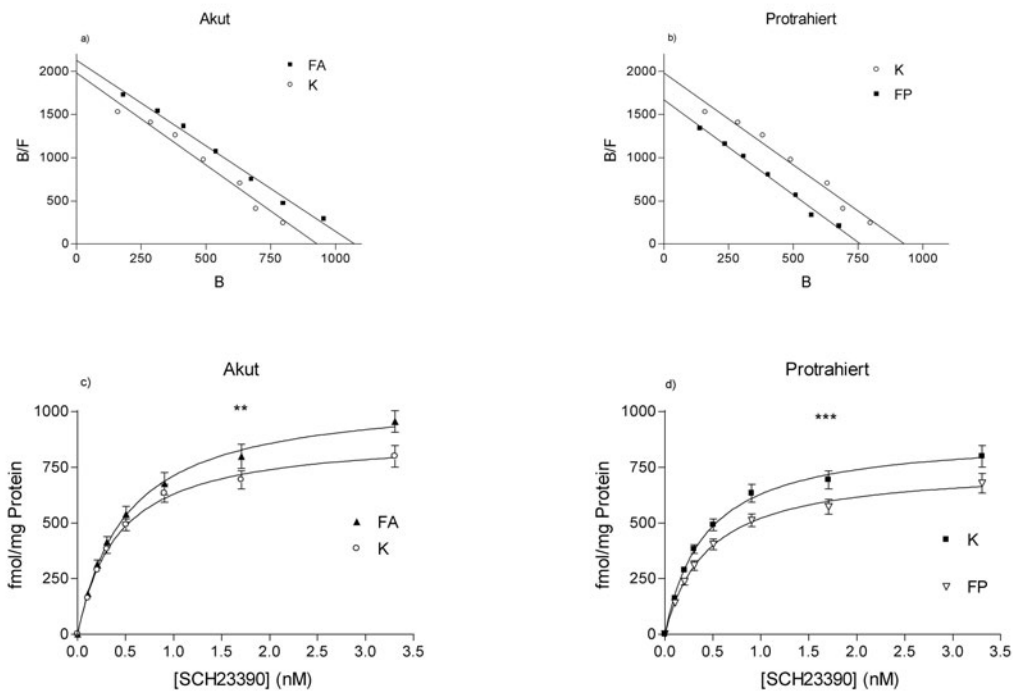 Akut
a)
FA
K
2000
1500
1000
500
0
B/F
0 250 500 750 1000
B
Protrahiert
b)
K
FP
2000
1500
1000
500
0
B/F
0 250 500 750 1000
B
Akut
c)
**
1000
750
500
250
0
fmol/mg Protein
FA
K
0.0 0.5 1.0 1.5 2.0 2.5 3.0 3.5
[SCH23390] (nM)
Protrahiert
d)
***
1000
750
500
250
0
fmol/mg Protein
K
FP
0.0 0.5 1.0 1.5 2.0 2.5 3.0 3.5
[SCH23390] (nM)